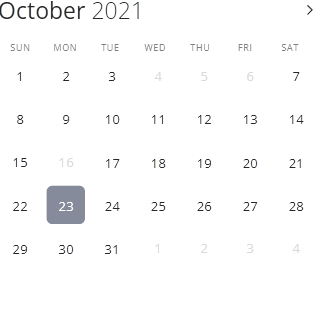 October 2021
SUN MON TUE WED THU FRI SAT
1 2 3 4 5 6 7
8 9 10 11 12 13 14
15 16 17 18 19 20 21
22 23 24 25 26 27 28
29 30 31 1 2 3 4